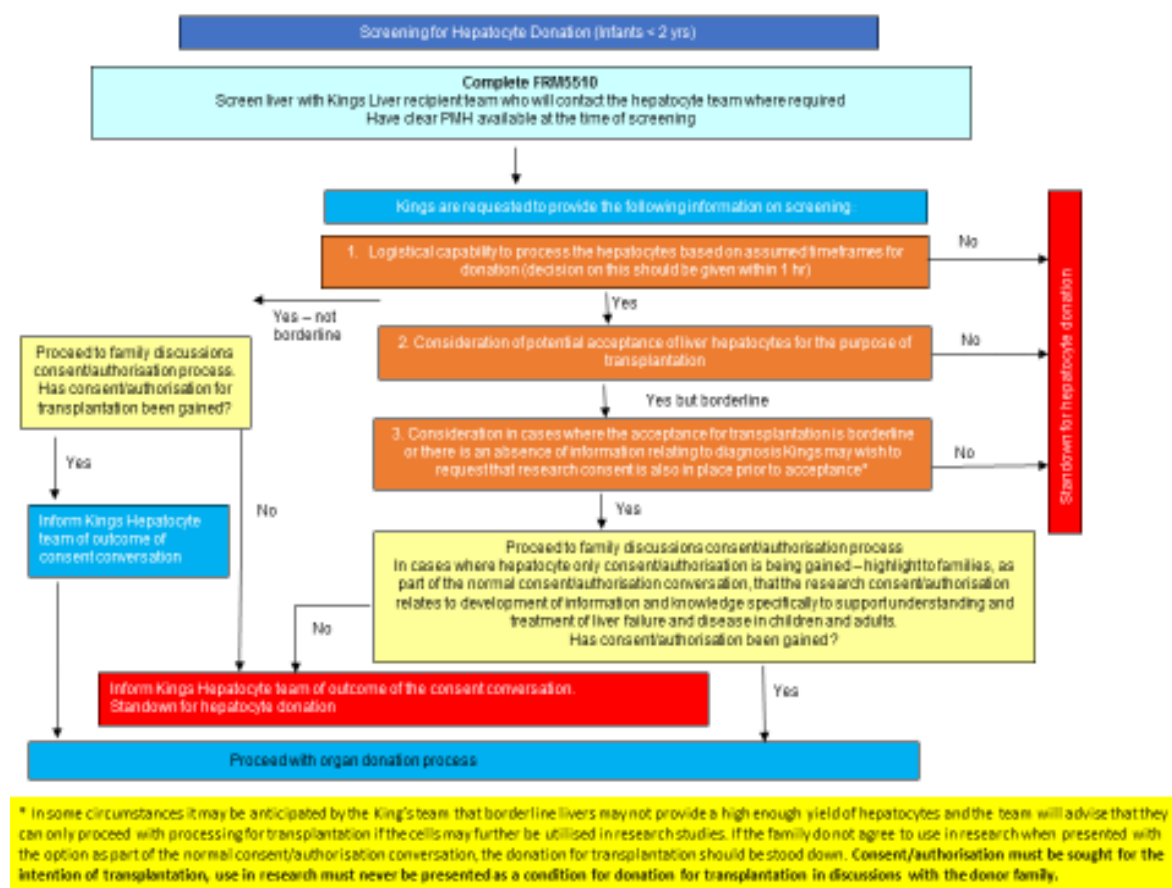 Screening for Hepatocyte Donation (Infants < 2 yrs)
Complete FRM5510
Screen liver with Kings Liver recipient team who will contact the hepatocyte team where required
Have clear PMH available at the time of screening
Kings are requested to provide the following information on screening
No
1. Logistical capability to process the hepatocytes based on assumed timeframes for
donation (decision on this should be given within 1 hr)
Yes
Yes – not
borderline
2. Consideration of potential acceptance of liver hepatocytes for the purpose of
transplantation
No
Proceed to family discussions
consent/authorisation process.
Has consent/authorisation for
transplantation been gained?
Yes but borderline
3. Consideration in cases where the acceptance for transplantation is borderline
or there is an absence of information relating to diagnosis Kings may wish to
request that research consent is also in place prior to acceptance*
No
Standown for hepatocyte donation
Yes
No
Yes
Inform Kings Hepatocyte
team of outcome of
consent conversation
Proceed to family discussions consent/authorisation process
In cases where hepatocyte only consent/authorisation is being gained – highlight to families, as
part of the normal consent/authorisation conversation, that the research consent/authorisation
relates to development of information and knowledge specifically to support understanding and
treatment of liver failure and disease in children and adults.
Has consent/authorisation been gained?
No
Yes
Inform Kings Hepatocyte team of outcome of the consent conversation.
Standown for hepatocyte donation
Proceed with organ donation process
* In some circumstances it may be anticipated by the King's team that borderline livers may not provide a high enough yield of hepatocytes and the team will advise that they
can only proceed with processing for transplantation if the cells may further be utilised in research studies. If the family do not agree to use in research when presented with
the option as part of the normal consent/authorisation conversation, the donation for transplantation should be stood down. Consent/authorisation must be sought for the
intention of transplantation, use in research must never be presented as a condition for donation for transplantation in discussions with the donor family.